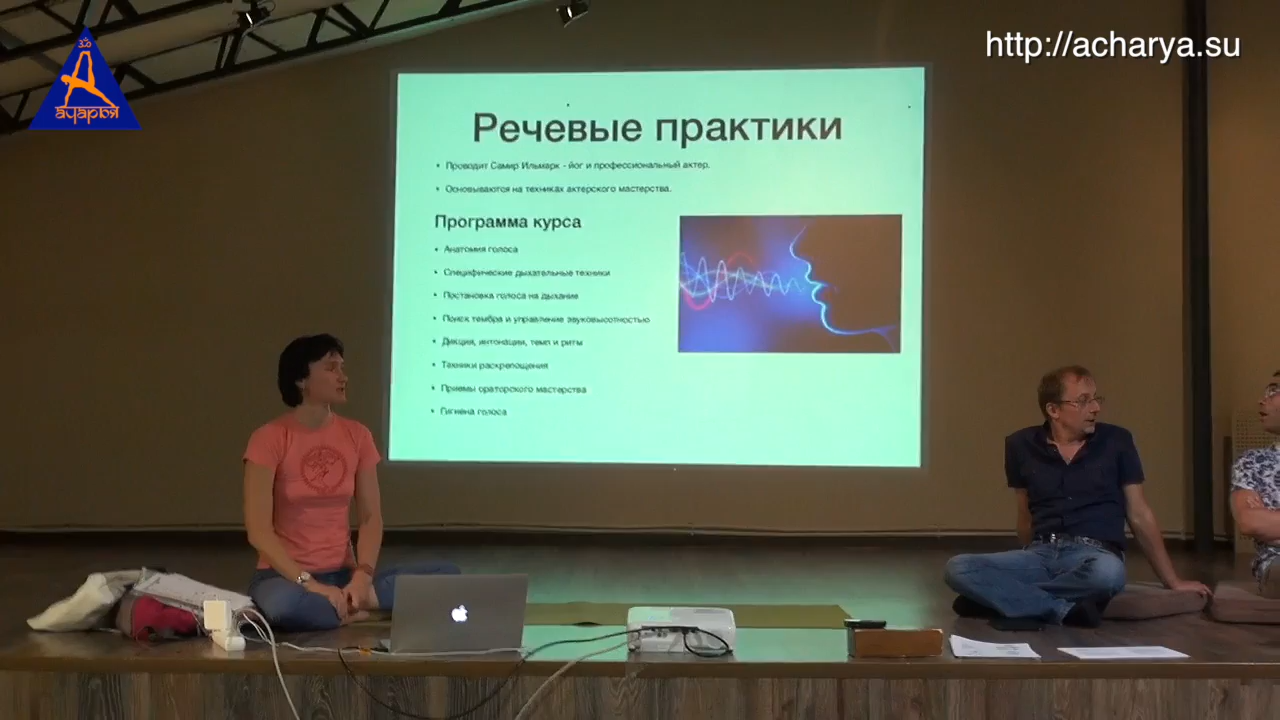 http://acharya.su
ачарья
Речевые практики
Проводит Самир Ильмарк - йог и профессиональный актер.
Основываются на техниках актерского мастерства.
Программа курса
Анатомия голоса
Специфические дыхательные техники
Постановка голоса на дыхание
Поиск тембра и управление звуковысотностью
Дикция, интонации, темп и ритм
Техники раскрепощения
Приемы ораторского мастерства
Гигиена голоса